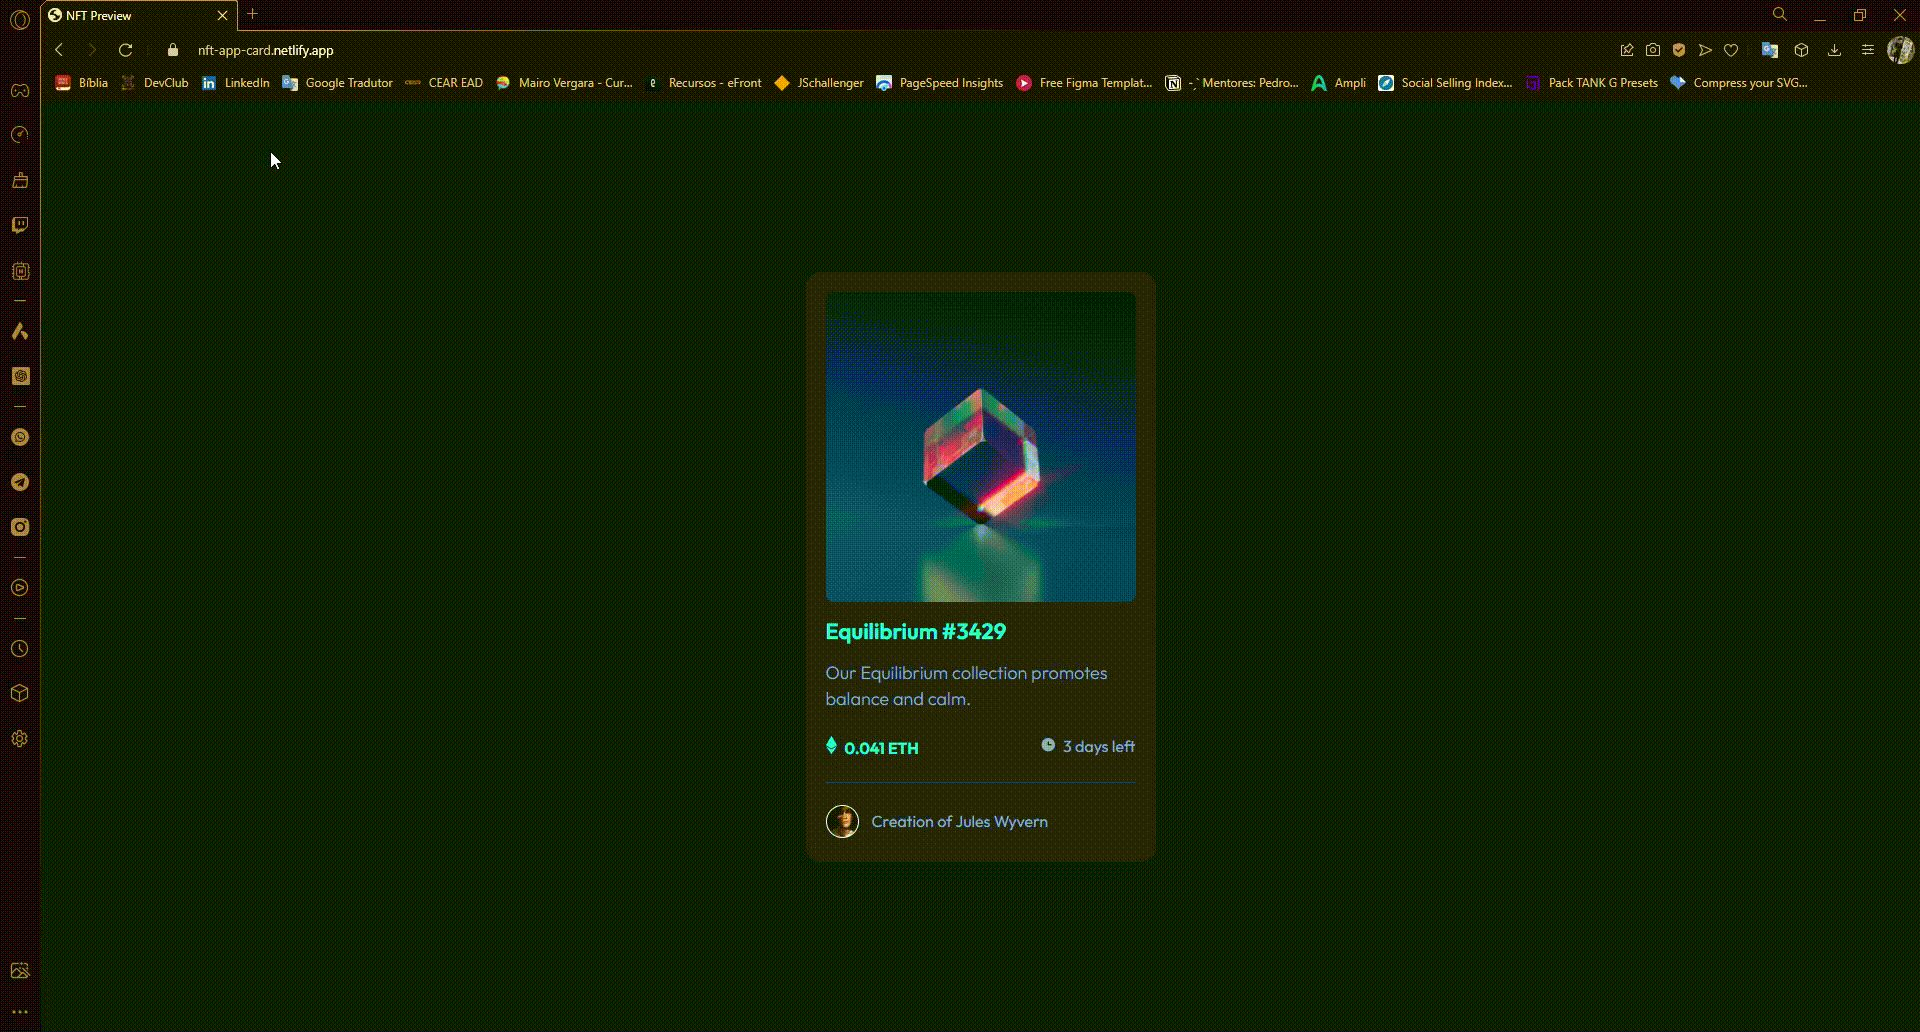 NFT Preview
nft-app-card.netlify.app
Bíblia DevClub LinkedIn Google Tradutor CEAR EAD Mairo Vergara - Cur... Recursos - eFront JSchallenger PageSpeed Insights Free Figma Templat... -ˏˋ Mentores: Pedro... Ampli Social Selling Index... Pack TANK G Presets Compress your SVG...
Equilibrium #3429
Our Equilibrium collection promotes
balance and calm.
0.041 ETH 3 days left
Creation of Jules Wyvern